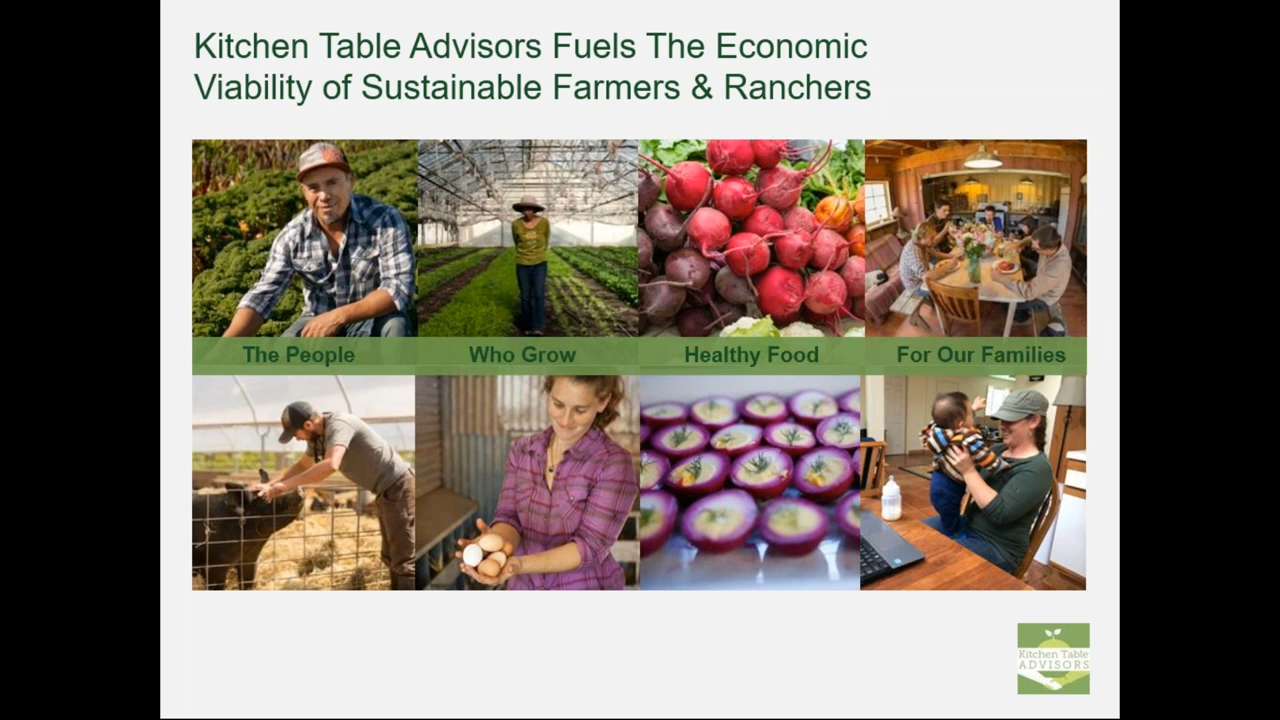 Kitchen Table Advisors Fuels The Economic
Viability of Sustainable Farmers & Ranchers
The People
Who Grow
Healthy Food
For Our Families
Kitchen Table
ADVISORS